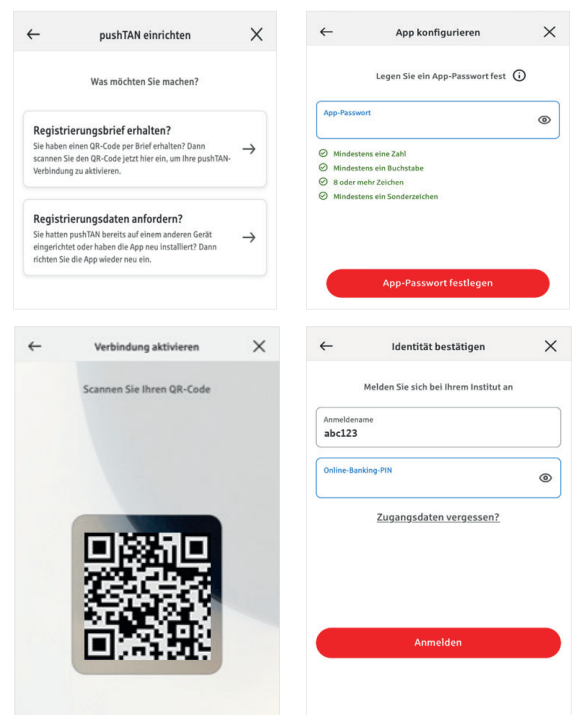 pushTAN einrichten
Was möchten Sie machen?
Registrierungsbrief erhalten?
Sie haben einen QR-Code per Brief erhalten? Dann
scannen Sie den QR-Code jetzt hier ein, um Ihre pushTAN-
Verbindung zu aktivieren.
Registrierungsdaten anfordern?
Sie hatten pushTAN bereits auf einem anderen Gerät
eingerichtet oder haben die App neu installiert? Dann
richten Sie die App wieder neu ein.
App konfigurieren
Legen Sie ein App-Passwort fest
App-Passwort
Mindestens eine Zahl
Mindestens ein Buchstabe
8 oder mehr Zeichen
Mindestens ein Sonderzeichen
App-Passwort festlegen
Verbindung aktivieren
Scannen Sie Ihren QR-Code
Identität bestätigen
Melden Sie sich bei Ihrem Institut an
Anmeldename
abc123
Online-Banking-PIN
Zugangsdaten vergessen?
Anmelden